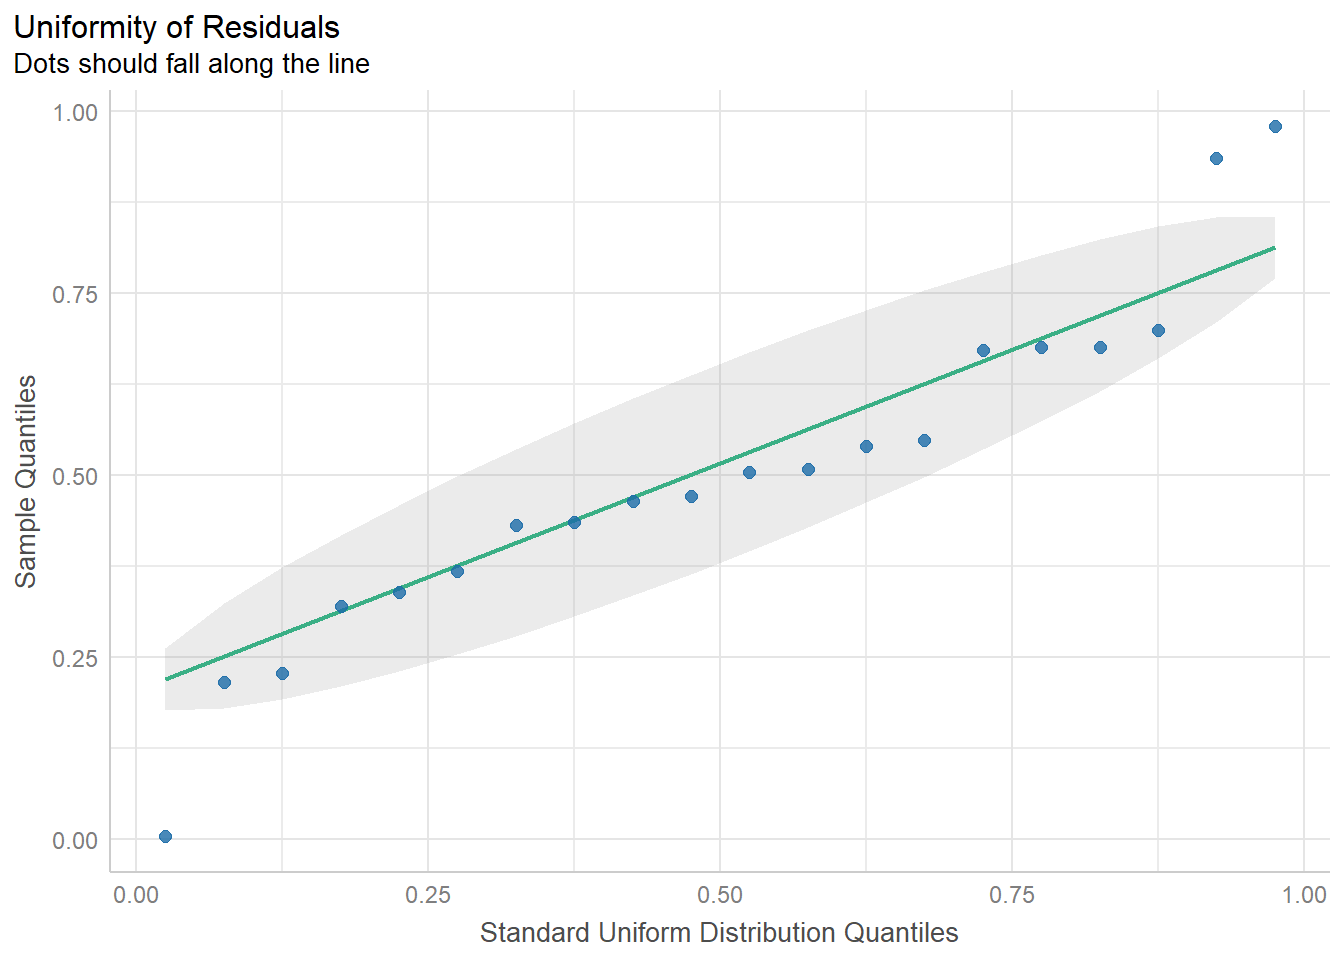 Uniformity of Residuals
Dots should fall along the line
1.00
0.75
0.50
0.25
0.00
Sample Quantiles
0.00 0.25 0.50 0.75 1.00
Standard Uniform Distribution Quantiles